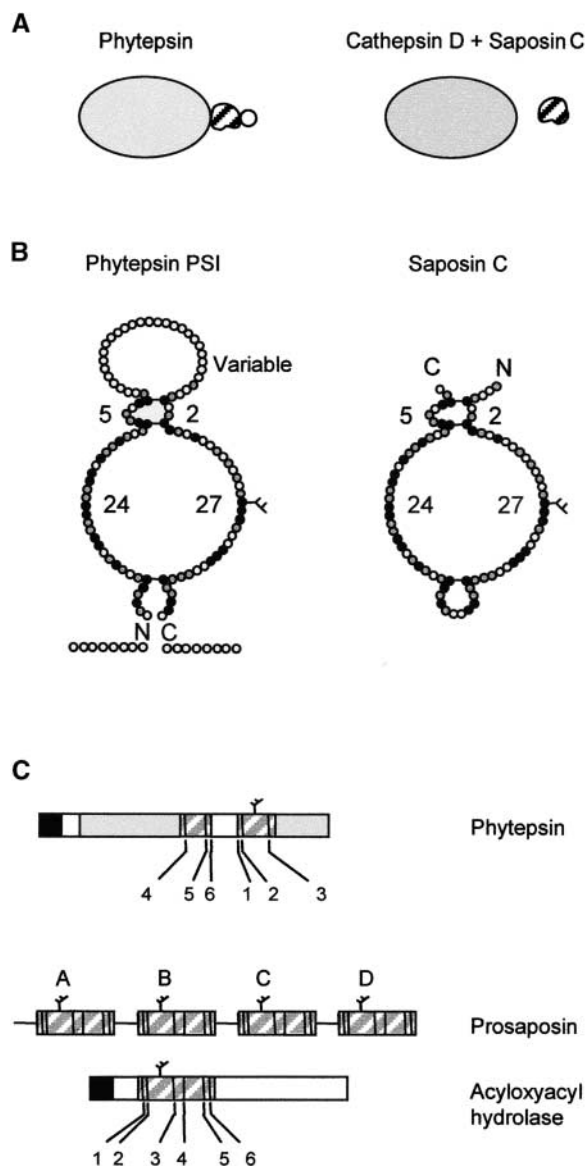 A
Phytepsin
Cathepsin D + Saposin C
B
Phytepsin PSI
Saposin C
Variable
C N
5 2
5 2
24 27
24 27
N C
C
Phytepsin
4 5 6 1 2 3
A B C D
Prosaposin
Acyloxyacyl
hydrolase
1 2 3 4 5 6